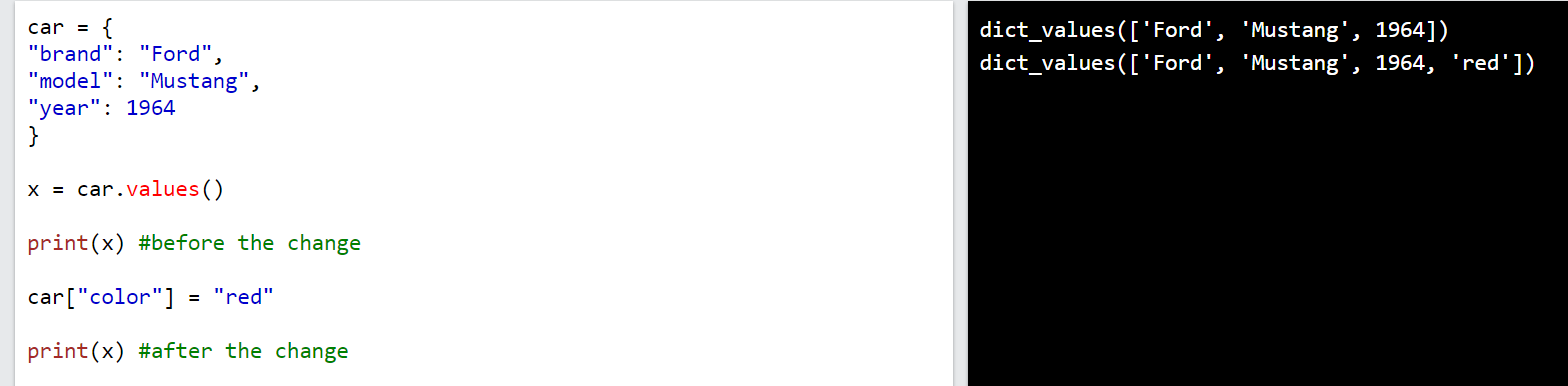 car = {
"brand": "Ford",
"model": "Mustang",
"year": 1964
}
x = car.values()
print(x) #before the change
car["color"] = "red"
print(x) #after the change
dict_values(['Ford', 'Mustang', 1964])
dict_values(['Ford', 'Mustang', 1964, 'red'])